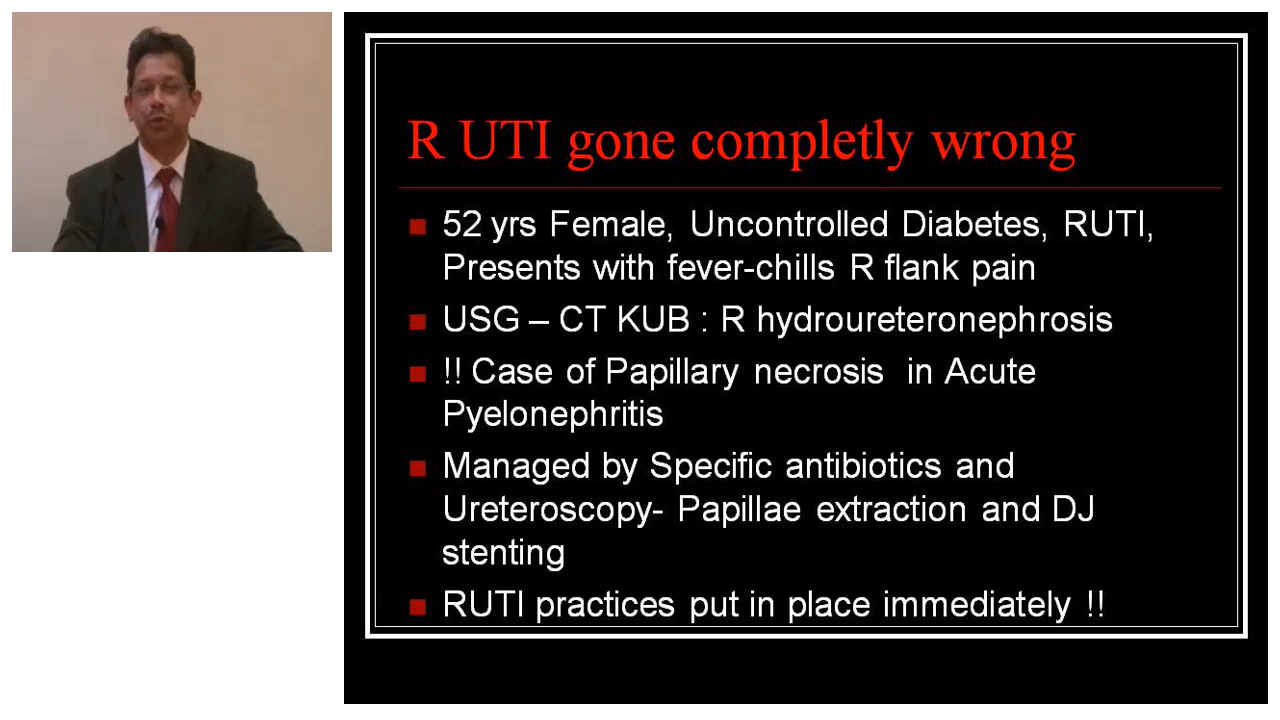 R UTI gone completly wrong
52 yrs Female, Uncontrolled Diabetes, RUTI,
Presents with fever-chills R flank pain
USG – CT KUB : R hydroureteronephrosis
!! Case of Papillary necrosis in Acute
Pyelonephritis
Managed by Specific antibiotics and
Ureteroscopy- Papillae extraction and DJ
stenting
RUTI practices put in place immediately !!